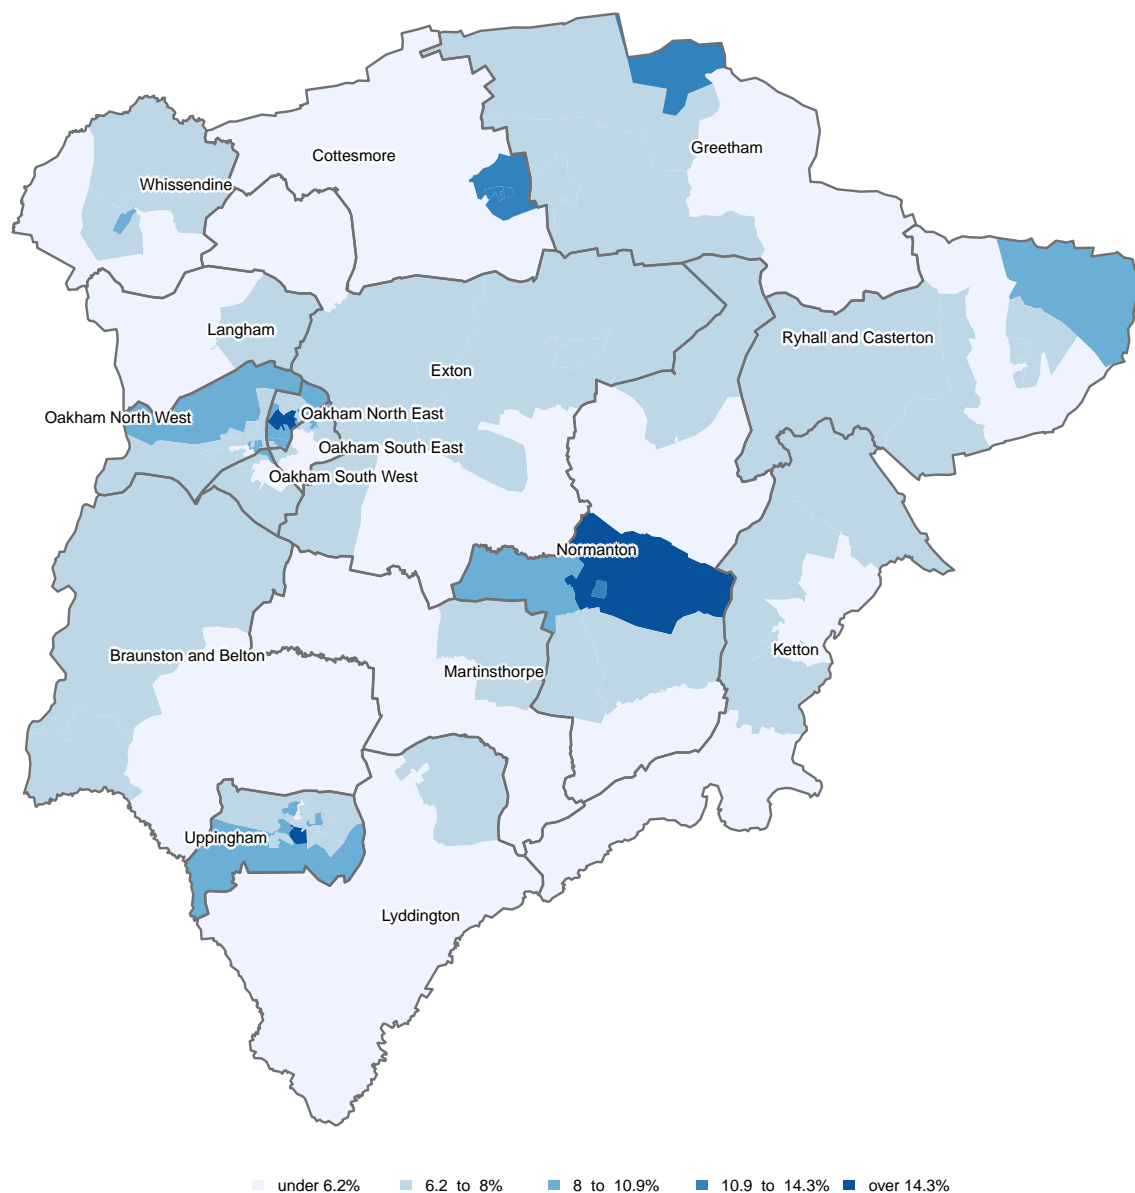 Cottesmore
Greetham
Whissendine
Langham
Ryhall and Casterton
Exton
Oakham North West
Oakham North East
Oakham South East
Oakham South West
Normanton
Ketton
Braunston and Belton
Martinsthorpe
Uppingham
Lyddington
under 6.2% 6.2 to 8% 8 to 10.9% 10.9 to 14.3% over 14.3%